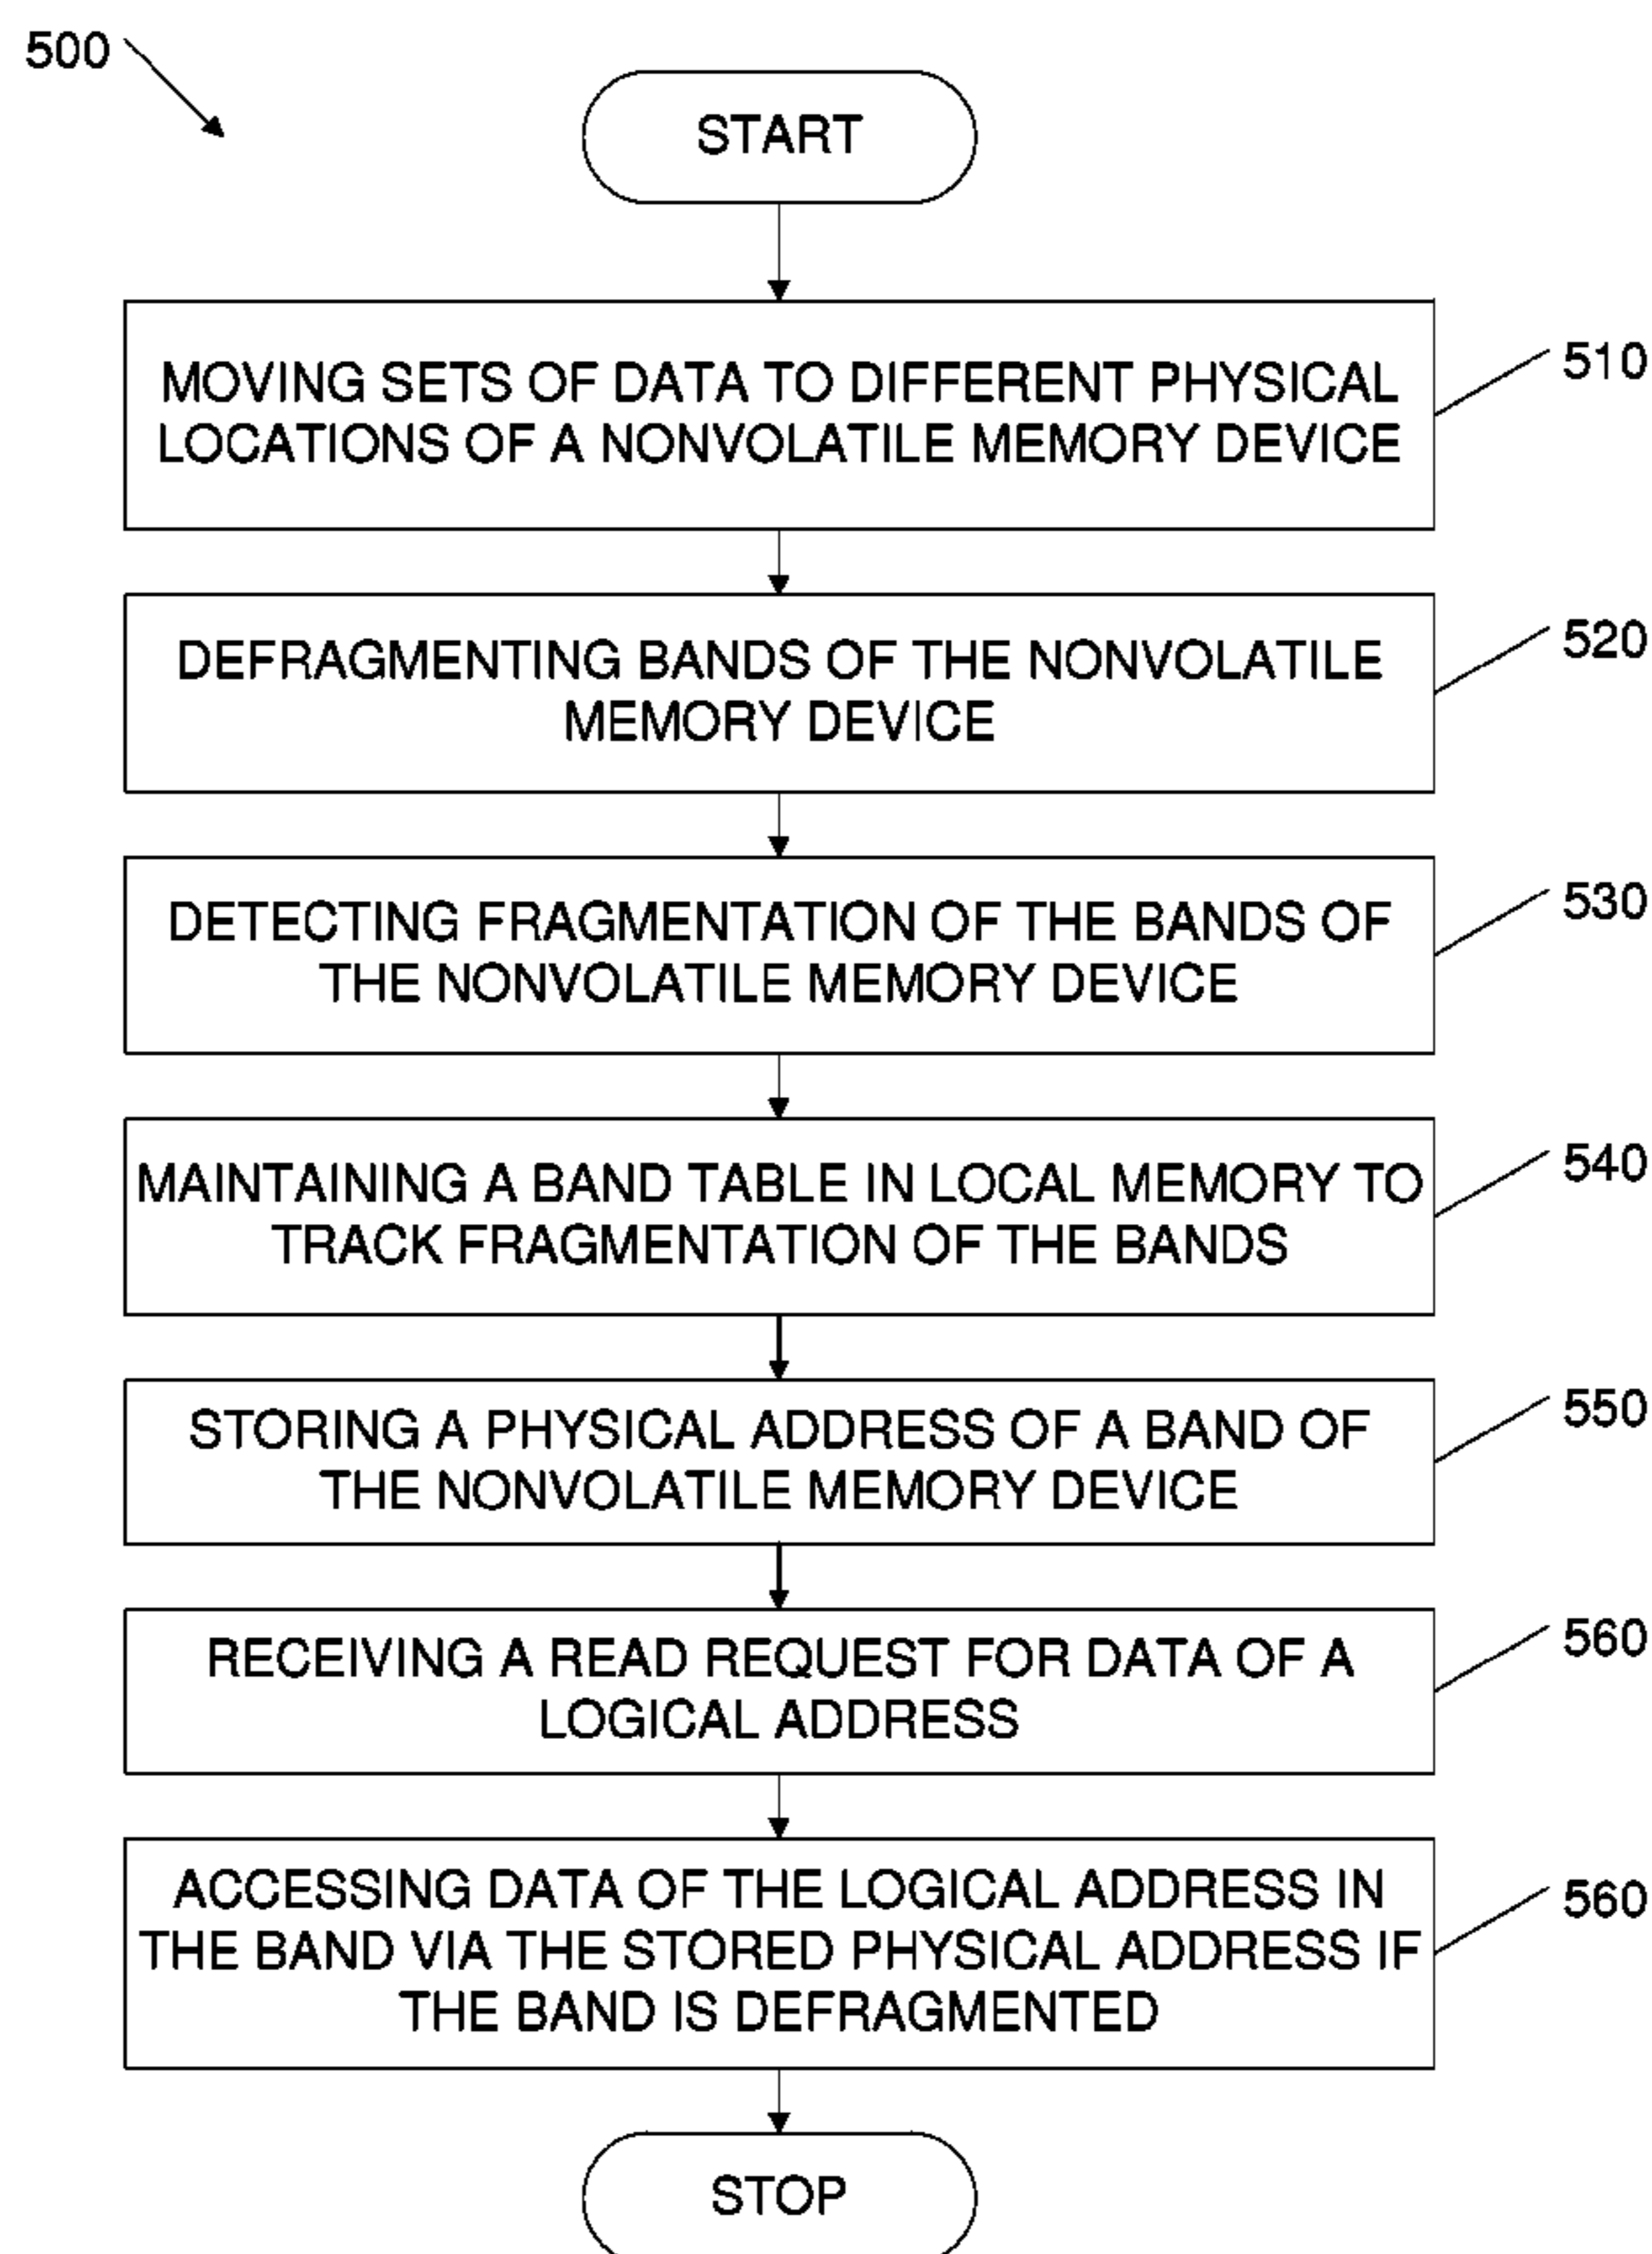 500
START
MOVING SETS OF DATA TO DIFFERENT PHYSICAL
LOCATIONS OF A NONVOLATILE MEMORY DEVICE
510
DEFRAGMENTING BANDS OF THE NONVOLATILE
MEMORY DEVICE
520
DETECTING FRAGMENTATION OF THE BANDS OF
THE NONVOLATILE MEMORY DEVICE
530
MAINTAINING A BAND TABLE IN LOCAL MEMORY TO
TRACK FRAGMENTATION OF THE BANDS
540
STORING A PHYSICAL ADDRESS OF A BAND OF
THE NONVOLATILE MEMORY DEVICE
550
RECEIVING A READ REQUEST FOR DATA OF A
LOGICAL ADDRESS
560
ACCESSING DATA OF THE LOGICAL ADDRESS IN
THE BAND VIA THE STORED PHYSICAL ADDRESS IF
THE BAND IS DEFRAGMENTED
560
STOP